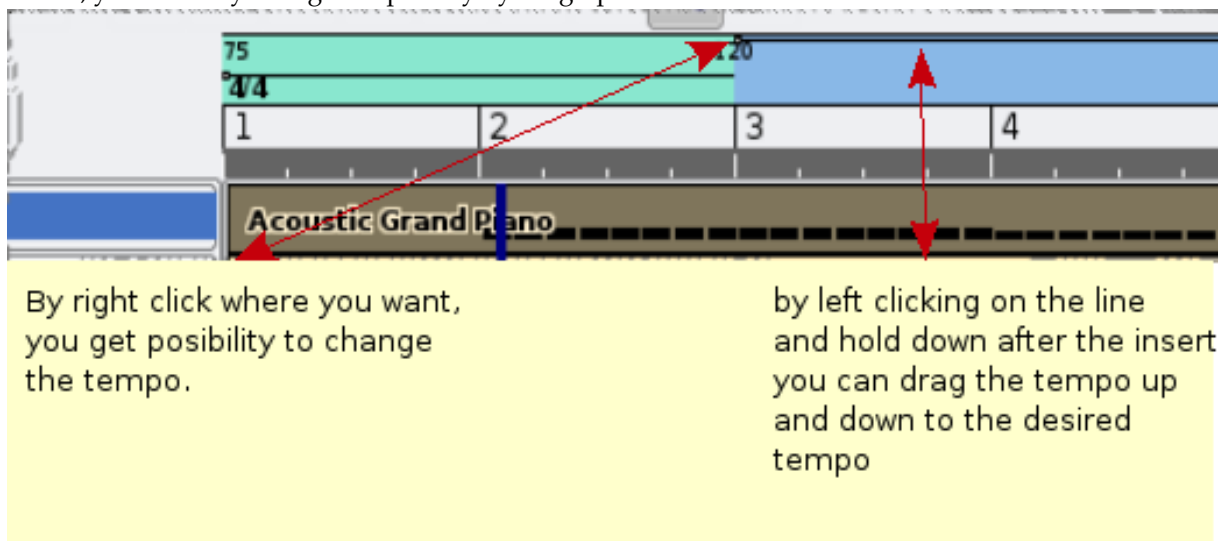 75 120
4/4
1 2 3 4
Acoustic Grand Piano
By right click where you want,
you get posibility to change
the tempo.
by left clicking on the line
and hold down after the insert
you can drag the tempo up
and down to the desired
tempo